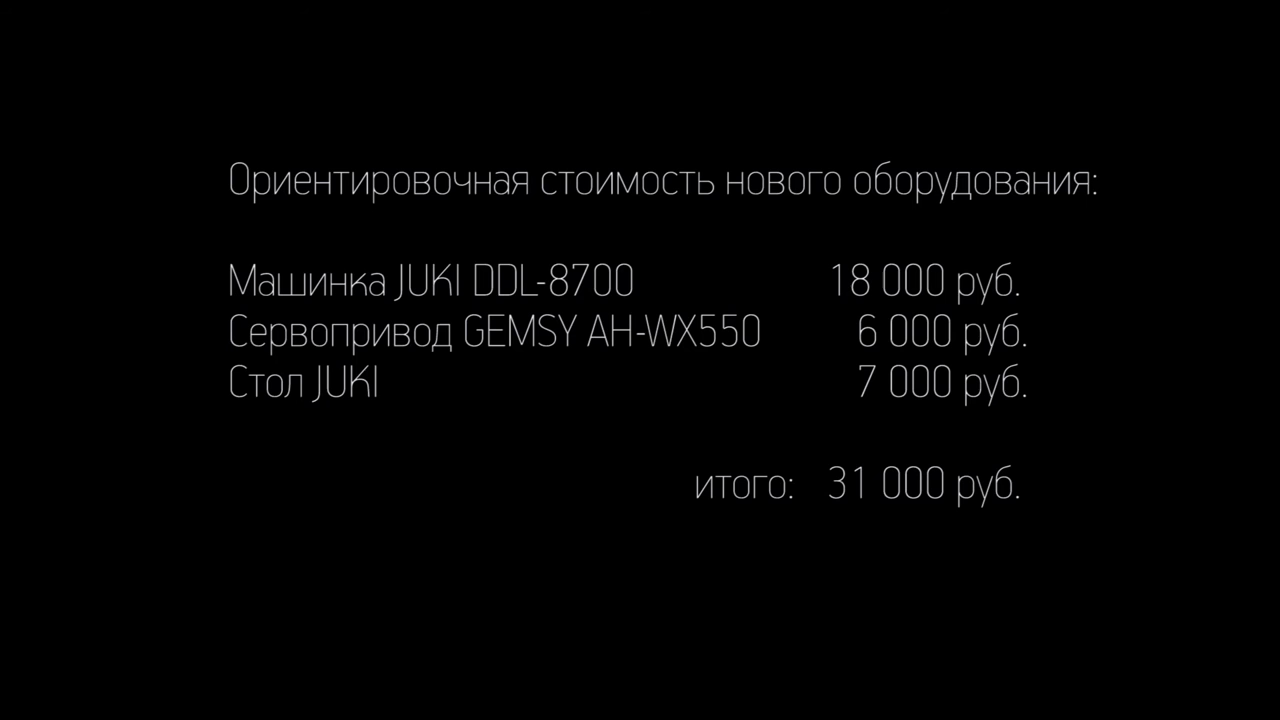 Ориентировочная стоимость нового оборудования:
Машинка JUKI DDL-8700 18 000 руб.
Сервопривод GEMSY AH-WX550 6 000 руб.
Стол JUKI 7 000 руб.
итого: 31 000 руб.